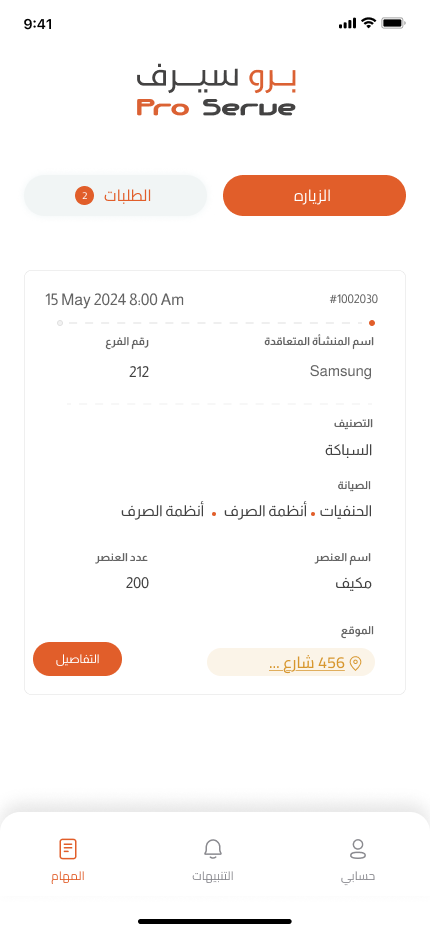 9:41
برو سيرف
Pro Serve
الزياره
الطلبات 2
#1002030
15 May 2024 8:00 Am
اسم المنشأة المتعاقدة
رقم الفرع
Samsung
212
التصنيف
السباكة
الصيانة
الحنفيات • أنظمة الصرف • أنظمة الصرف
اسم العنصر
عدد العنصر
مكيف
200
الموقع
456 شارع ...
التفاصيل
حسابي
التنبيهات
المهام